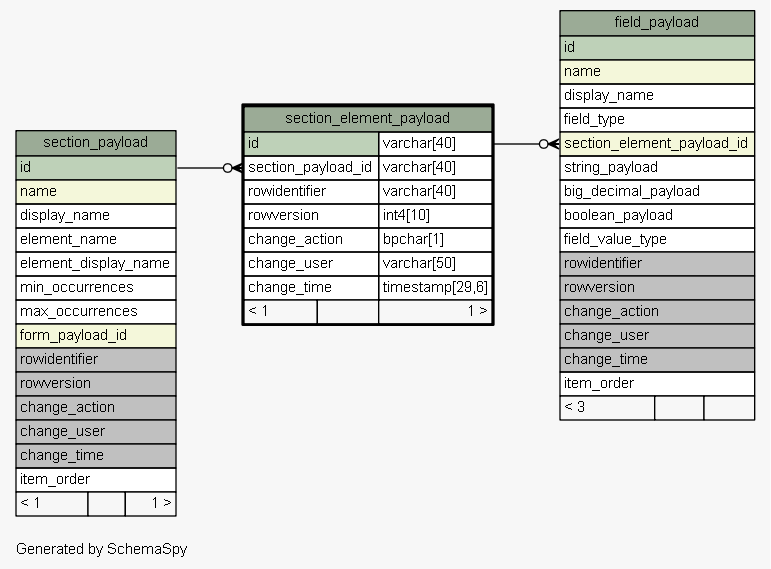 section_payload
id
name
display_name
element_name
element_display_name
min_occurrences
max_occurrences
form_payload_id
rowidentifier
rowversion
change_action
change_user
change_time
item_order
< 1 1 >
section_element_payload
id varchar[40]
section_payload_id varchar[40]
rowidentifier varchar[40]
rowversion int4[10]
change_action bpchar[1]
change_user varchar[50]
change_time timestamp[29,6]
< 1 1 >
field_payload
id
name
display_name
field_type
section_element_payload_id
string_payload
big_decimal_payload
boolean_payload
field_value_type
rowidentifier
rowversion
change_action
change_user
change_time
item_order
< 3
Generated by SchemaSpy